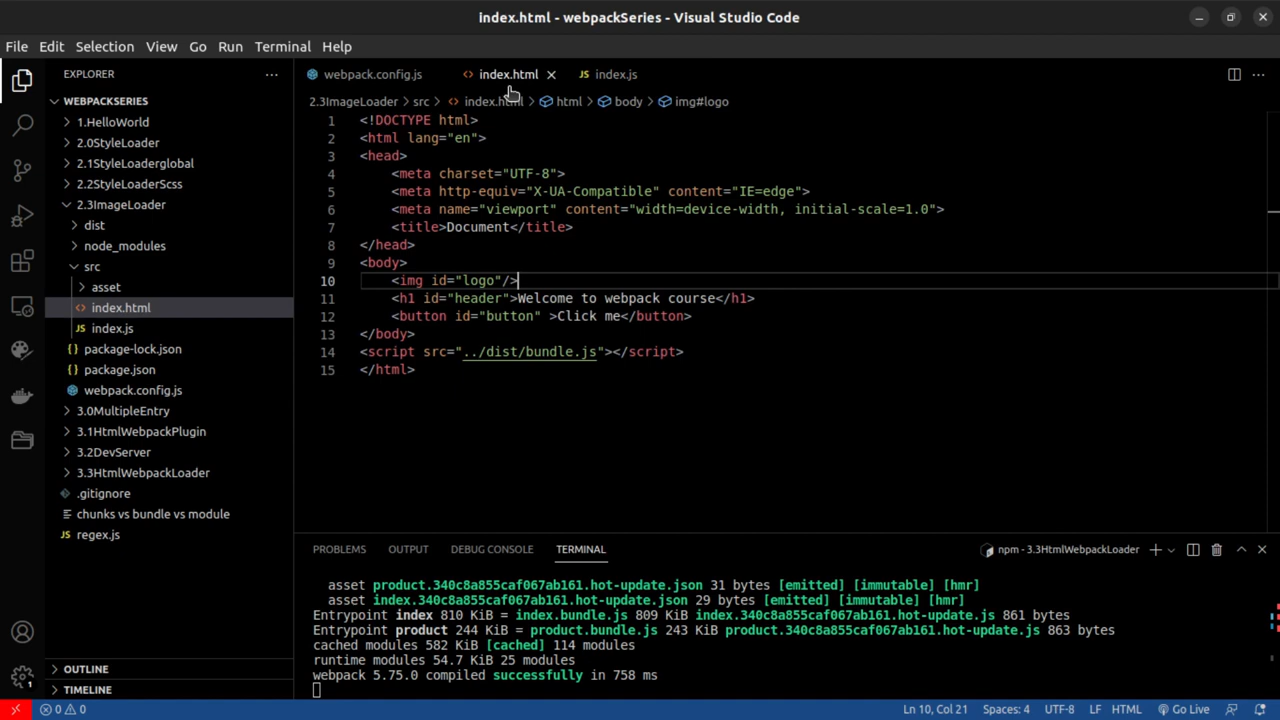 index.html - webpackSeries - Visual Studio Code
File Edit Selection View Go Run Terminal Help
EXPLORER
WEBPACKSERIES
1.HelloWorld
2.0StyleLoader
2.1StyleLoaderglobal
2.2StyleLoaderScss
2.3ImageLoader
dist
node_modules
src
asset
index.html
index.js
package-lock.json
package.json
webpack.config.js
3.0MultipleEntry
3.1HtmlWebpackPlugin
3.2DevServer
3.3HtmlWebpackLoader
.gitignore
chunks vs bundle vs module
regex.js
OUTLINE
TIMELINE
webpack.config.js index.html index.js
2.3ImageLoader > src > index.html > html > body > img#logo
1 <!DOCTYPE html>
2 <html lang="en">
3 <head>
4 <meta charset="UTF-8">
5 <meta http-equiv="X-UA-Compatible" content="IE=edge">
6 <meta name="viewport" content="width=device-width, initial-scale=1.0">
7 <title>Document</title>
8 </head>
9 <body>
10 <img id="logo"/>
11 <h1 id="header">Welcome to webpack course</h1>
12 <button id="button" >Click me</button>
13 </body>
14 <script src="../dist/bundle.js"></script>
15 </html>
PROBLEMS OUTPUT DEBUG CONSOLE TERMINAL npm - 3.3HtmlWebpackLoader
asset product.340c8a855caf067ab161.hot-update.json 31 bytes [emitted] [immutable] [hmr]
asset index.340c8a855caf067ab161.hot-update.json 29 bytes [emitted] [immutable] [hmr]
Entrypoint index 810 KiB = index.bundle.js 809 KiB index.340c8a855caf067ab161.hot-update.js 861 bytes
Entrypoint product 244 KiB = product.bundle.js 243 KiB product.340c8a855caf067ab161.hot-update.js 863 bytes
cached modules 582 KiB [cached] 114 modules
runtime modules 54.7 KiB 25 modules
webpack 5.75.0 compiled successfully in 758 ms
1
0 0 Ln 10, Col 21 Spaces: 4 UTF-8 LF HTML Go Live